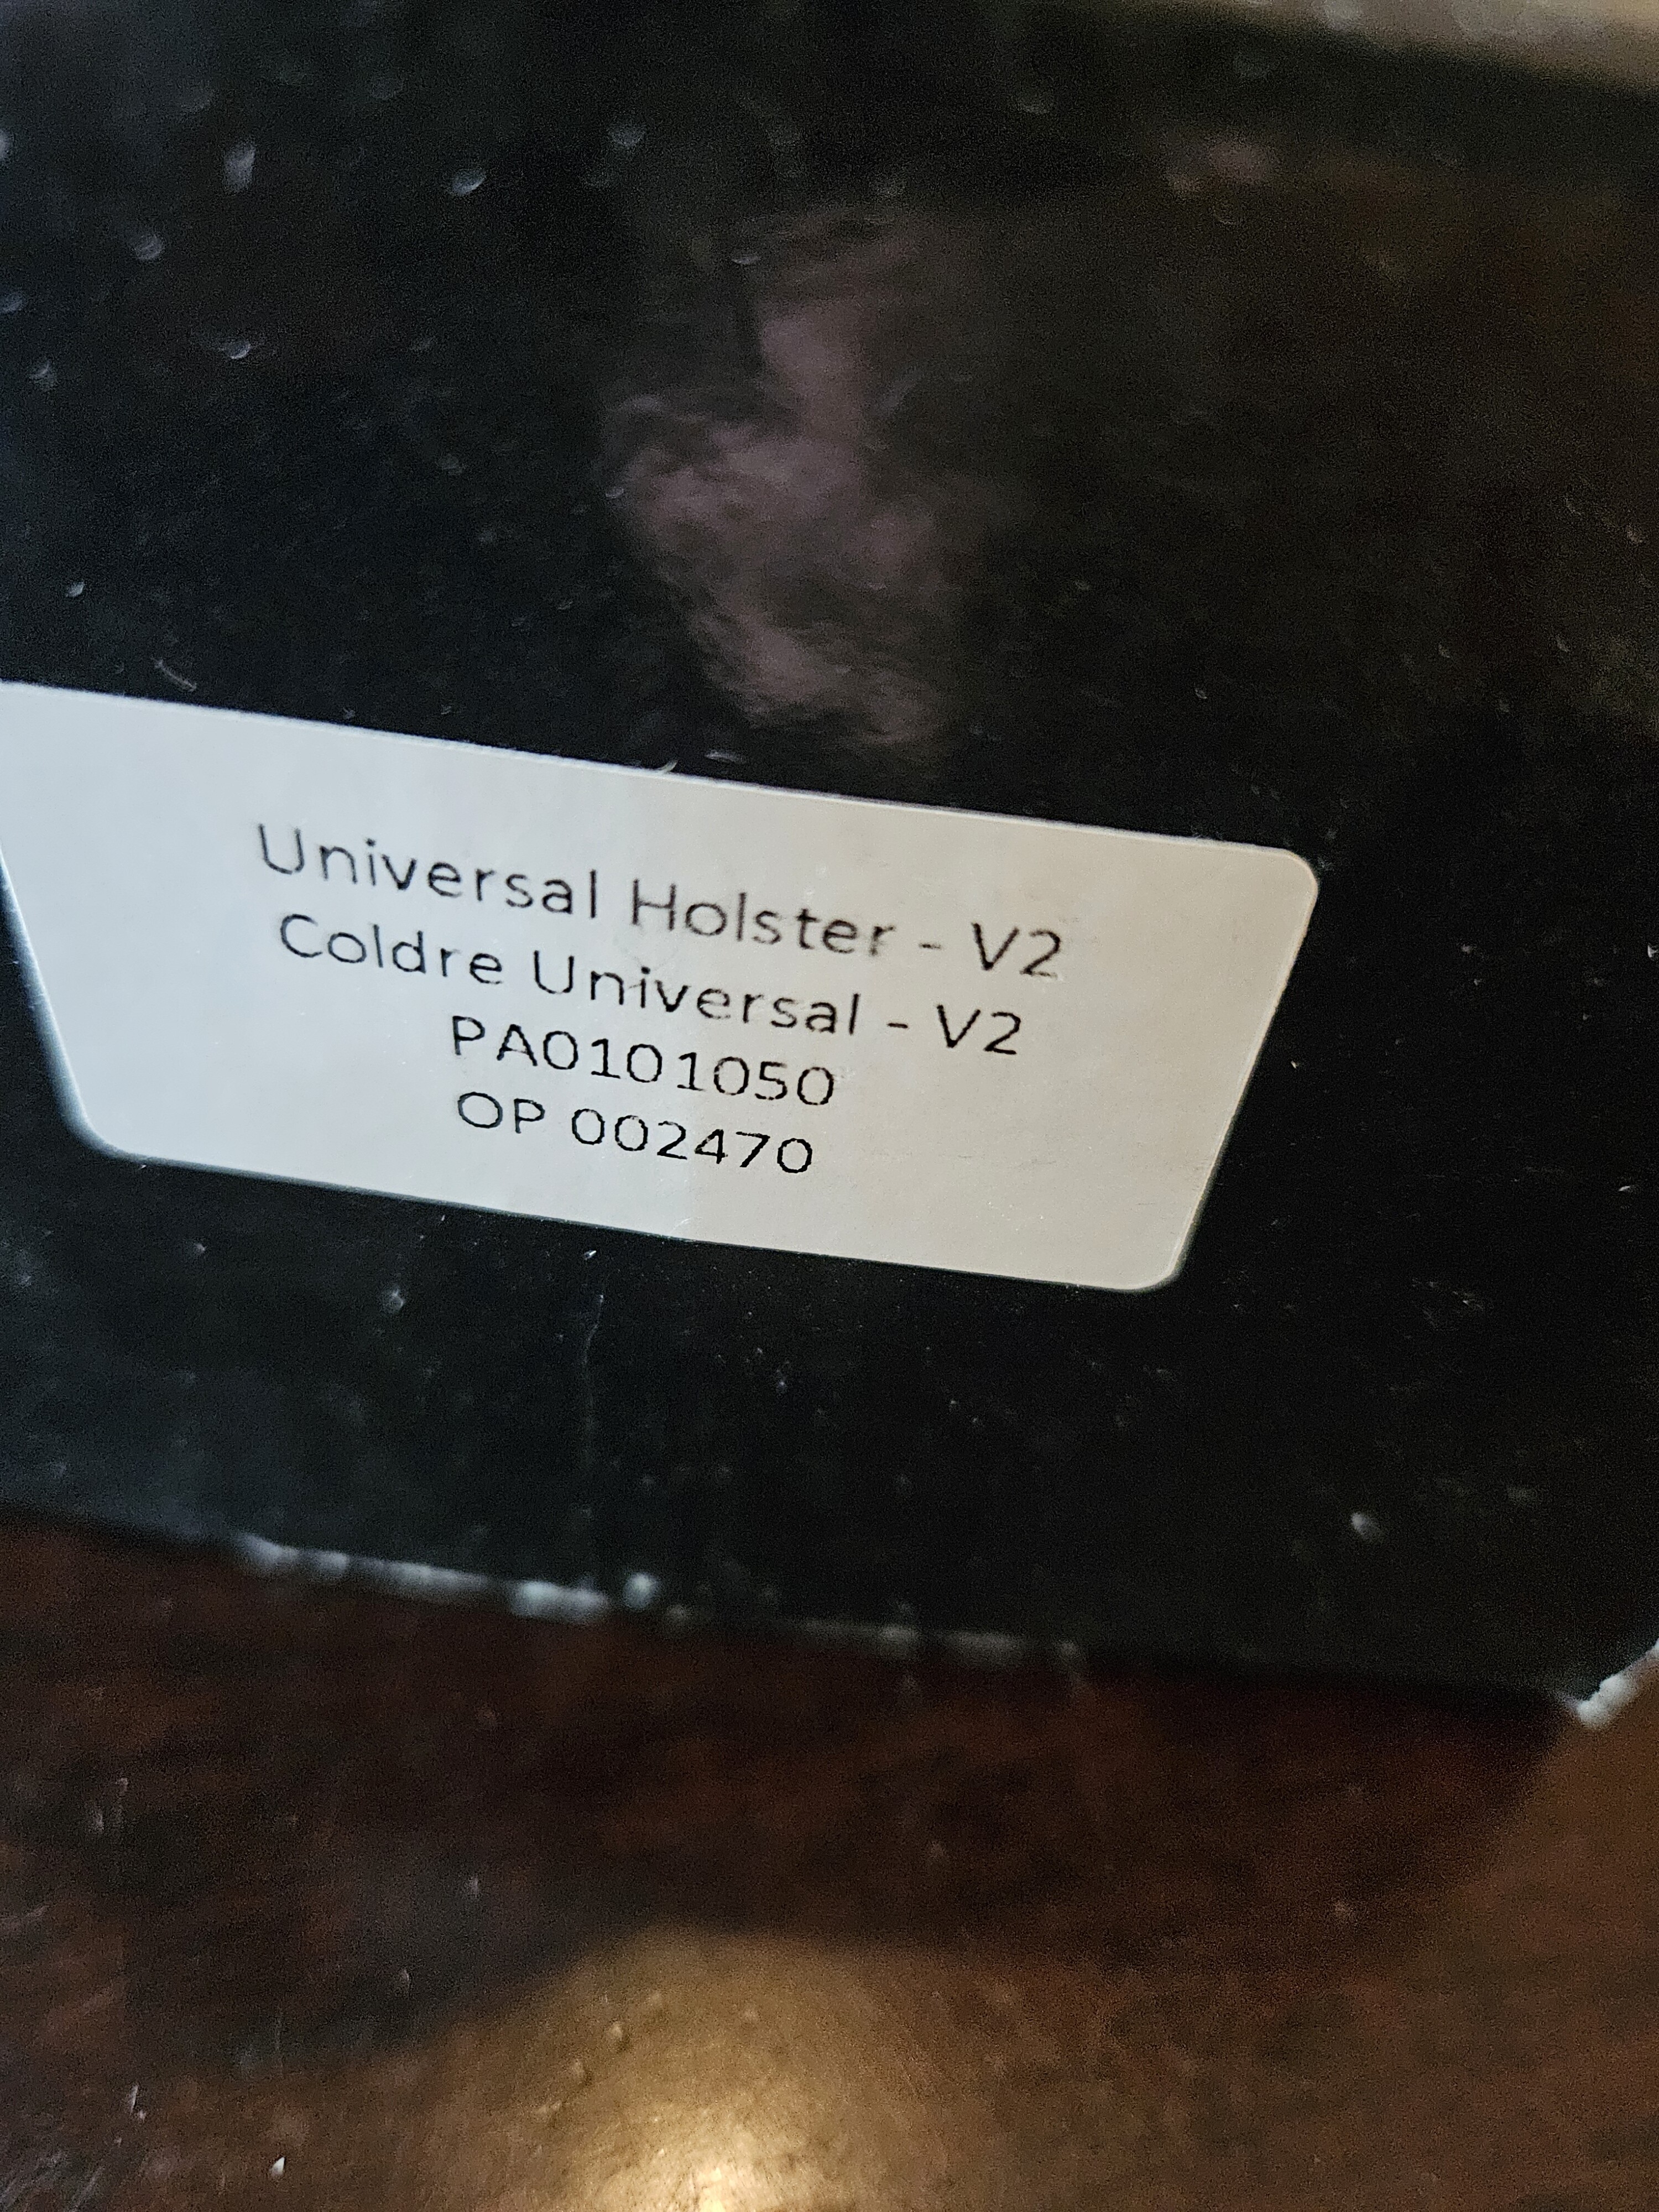 Universal Holster - V2
Coldre Universal - V2
PA0101050
OP 002470